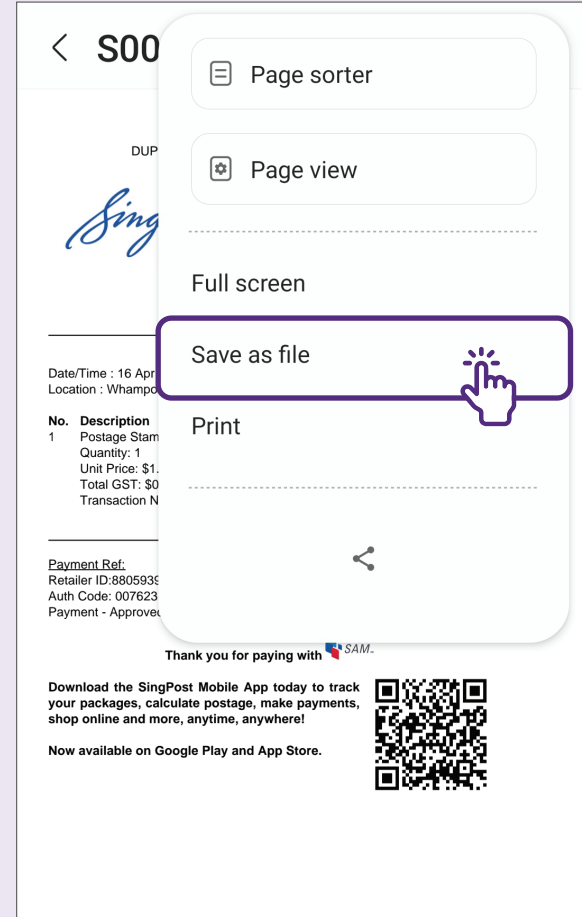 S00
Page sorter
Page view
Full screen
Save as file
Print
DUP
Sing
Date/Time : 16 Apr
Location : Whampo
No. Description
1 Postage Stam
Quantity: 1
Unit Price: $1.
Total GST: $0
Transaction N
Payment Ref:
Retailer ID:8805939
Auth Code: 007623
Payment - Approved
Thank you for paying with SAM
Download the SingPost Mobile App today to track
your packages, calculate postage, make payments,
shop online and more, anytime, anywhere!
Now available on Google Play and App Store.